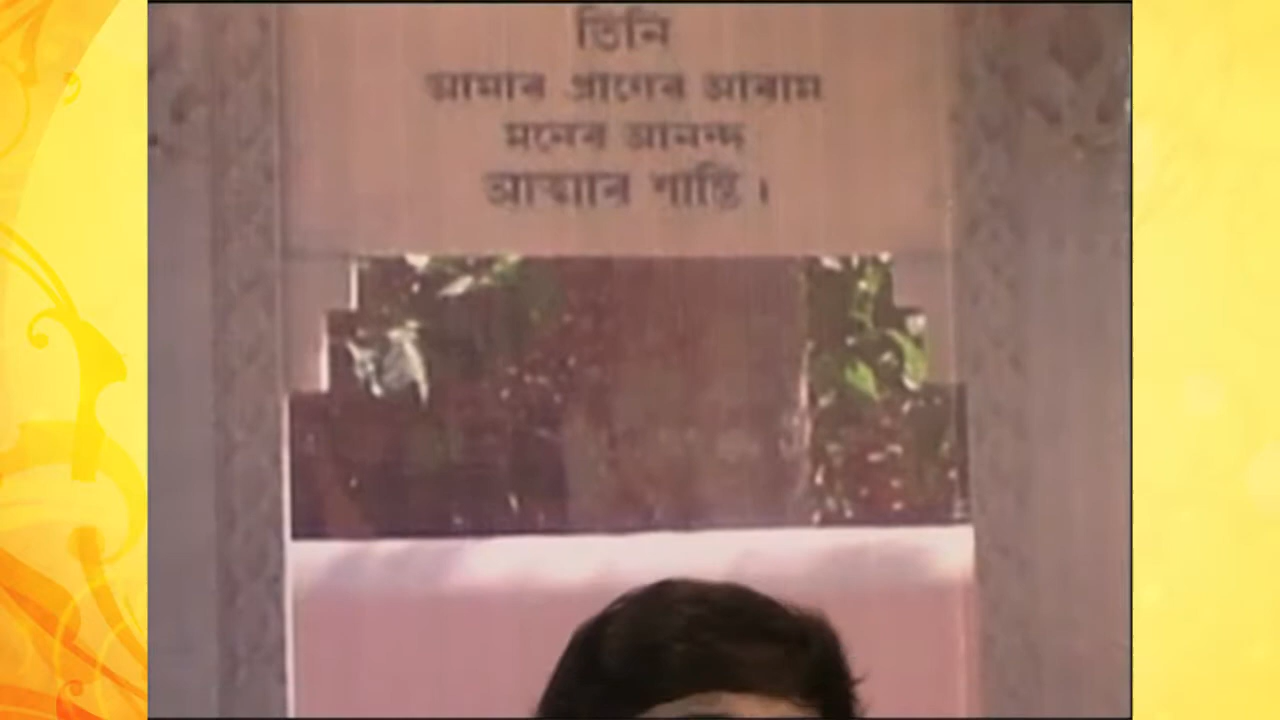 তিনি
আমার প্রাণের আরাম
মনের আনন্দ
আত্মার শান্তি।